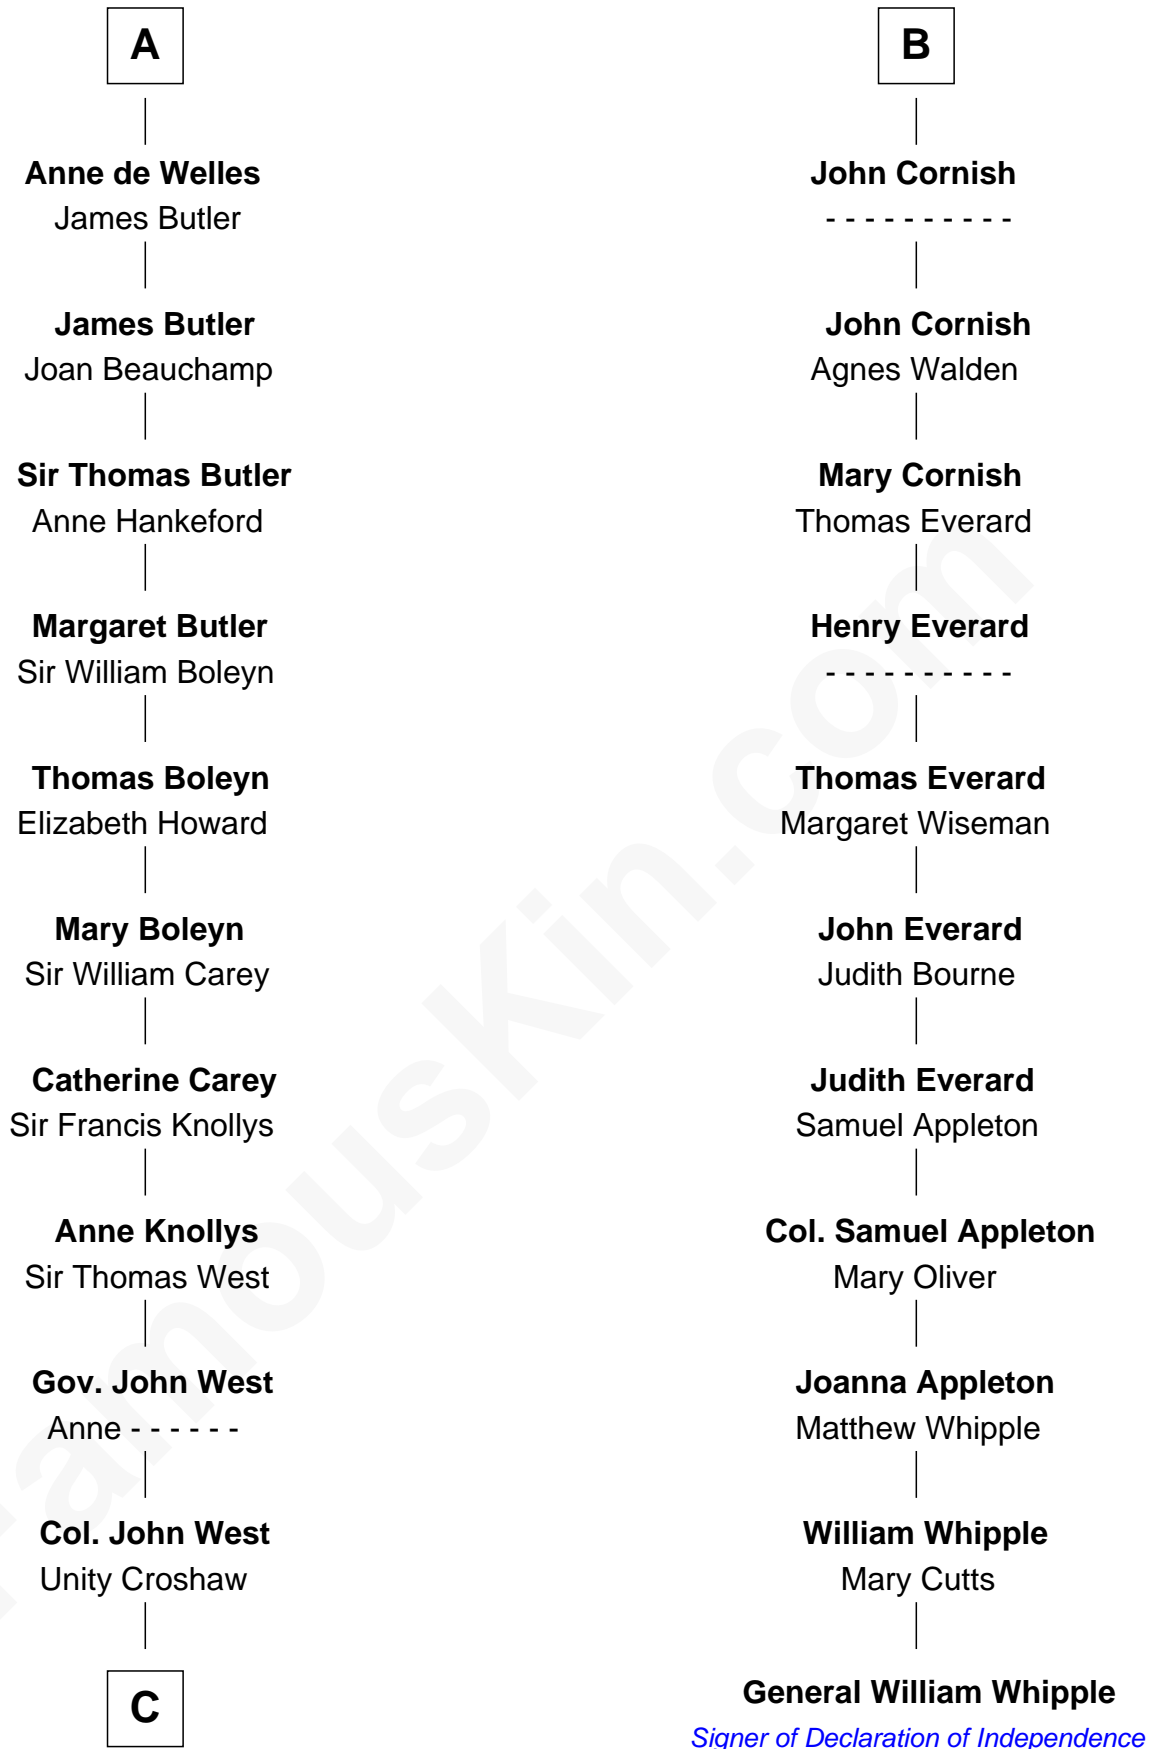 A
Anne de Welles
James Butler
James Butler
Joan Beauchamp
Sir Thomas Butler
Anne Hankeford
Margaret Butler
Sir William Boleyn
Thomas Boleyn
Elizabeth Howard
Mary Boleyn
Sir William Carey
Catherine Carey
Sir Francis Knollys
Anne Knollys
Sir Thomas West
Gov. John West
Anne - - - - - -
Col. John West
Unity Croshaw
C
B
John Cornish
- - - - - - - - - -
John Cornish
Agnes Walden
Mary Cornish
Thomas Everard
Henry Everard
- - - - - - - - - -
Thomas Everard
Margaret Wiseman
John Everard
Judith Bourne
Judith Everard
Samuel Appleton
Col. Samuel Appleton
Mary Oliver
Joanna Appleton
Matthew Whipple
William Whipple
Mary Cutts
General William Whipple
Signer of Declaration of Independence
FamousKin.com